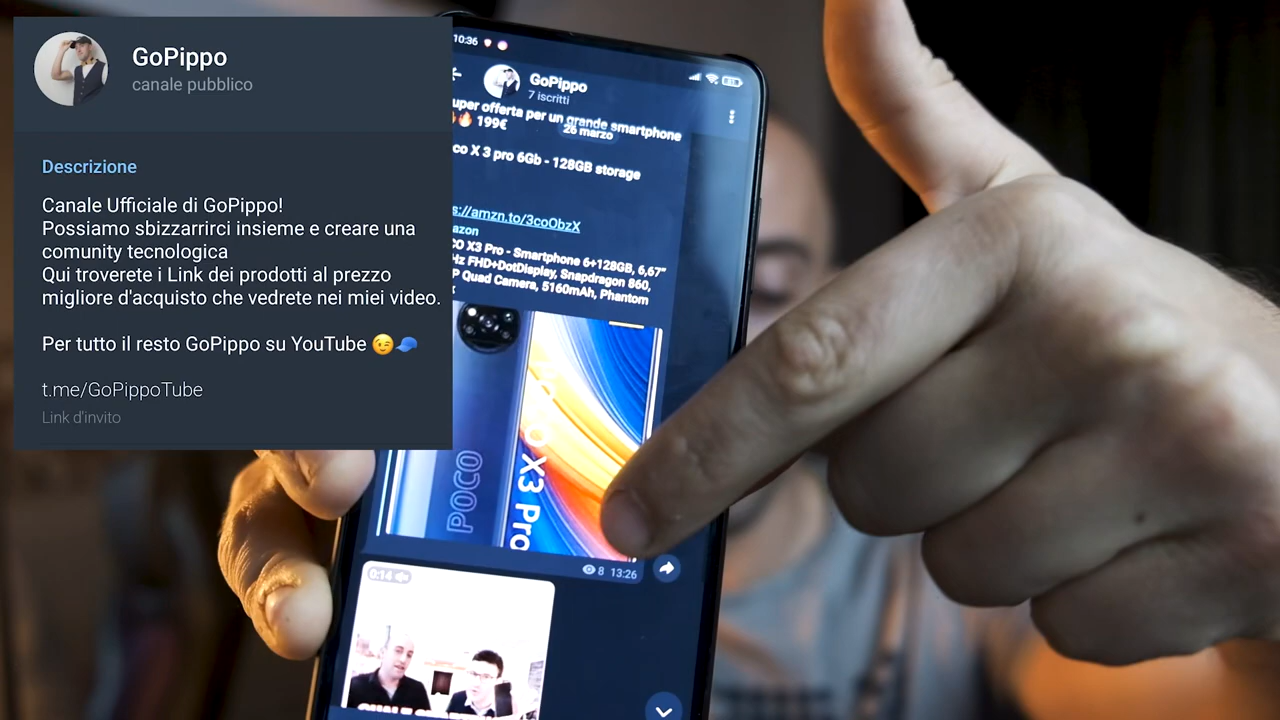 GoPippo
canale pubblico
Descrizione
Canale Ufficiale di GoPippo!
Possiamo sbizzarrirci insieme e creare una
comunity tecnologica
Qui troverete i Link dei prodotti al prezzo
migliore d'acquisto che vedrete nei miei video.
Per tutto il resto GoPippo su YouTube 😉🧢
t.me/GoPippoTube
Link d'invito
10:36
GoPippo
7 iscritti
uper offerta per un grande smartphone
🔥🔥 199€
26 marzo
co X 3 pro 6Gb - 128GB storage
s://amzn.to/3coObzX
azon
CO X3 Pro - Smartphone 6+128GB, 6,67"
Hz FHD+DotDisplay, Snapdragon 860,
P Quad Camera, 5160mAh, Phantom
POCO
X3 Pro
8 13:26
0:14